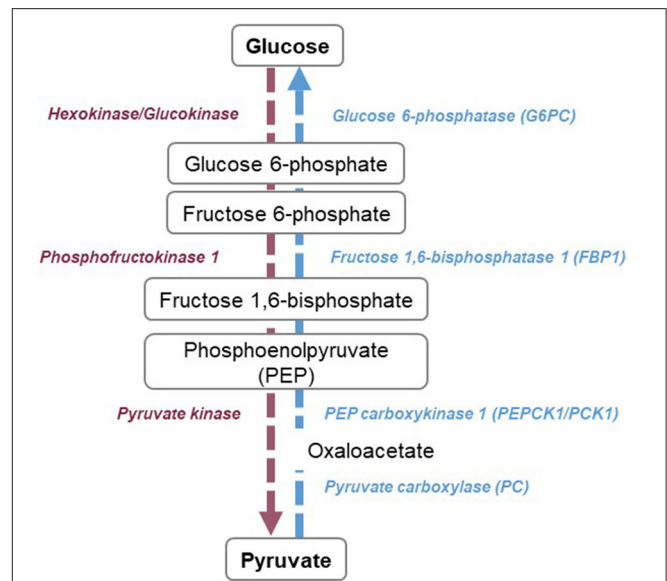 Glucose
Hexokinase/Glucokinase
Glucose 6-phosphatase (G6PC)
Glucose 6-phosphate
Fructose 6-phosphate
Phosphofructokinase 1
Fructose 1,6-bisphosphatase 1 (FBP1)
Fructose 1,6-bisphosphate
Phosphoenolpyruvate
(PEP)
Pyruvate kinase
PEP carboxykinase 1 (PEPCK1/PCK1)
Oxaloacetate
Pyruvate carboxylase (PC)
Pyruvate